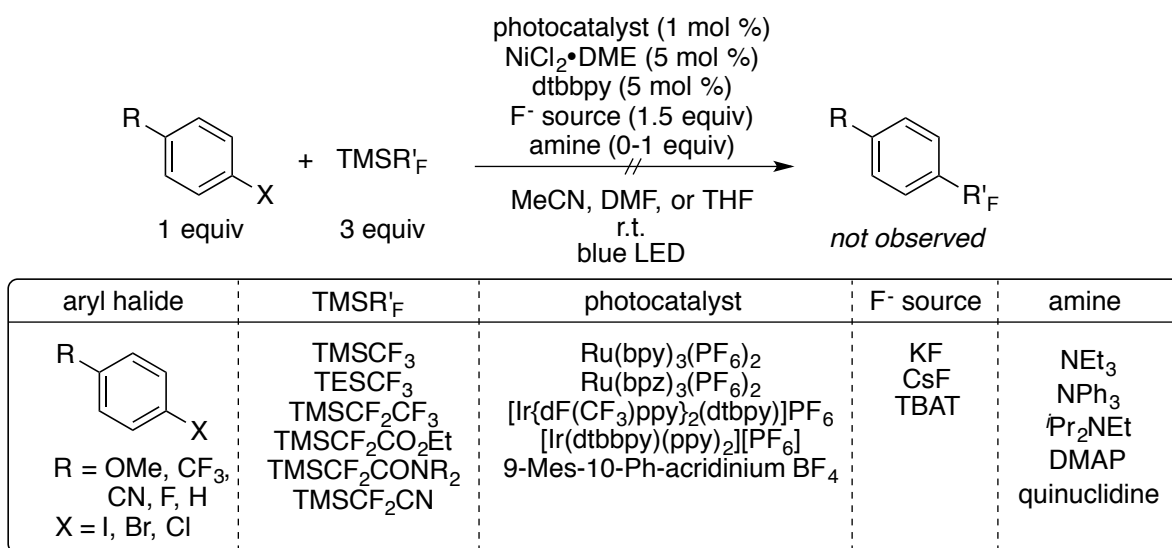 photocatalyst (1 mol %)
NiCl₂•DME (5 mol %)
dtbbpy (5 mol %)
F⁻ source (1.5 equiv)
amine (0-1 equiv)
R
X
+
TMSR'F
R
R'F
1 equiv
3 equiv
MeCN, DMF, or THF
r.t.
blue LED
not observed
aryl halide
TMSR'F
photocatalyst
F⁻ source
amine
R
X
R = OMe, CF₃,
CN, F, H
X = I, Br, Cl
TMSCF₃
TESCF₃
TMSCF₂CF₃
TMSCF₂CO₂Et
TMSCF₂CONR₂
TMSCF₂CN
Ru(bpy)₃(PF₆)₂
Ru(bpz)₃(PF₆)₂
[Ir{dF(CF₃)ppy}₂(dtbpy)]PF₆
[Ir(dtbbpy)(ppy)₂][PF₆]
9-Mes-10-Ph-acridinium BF₄
KF
CsF
TBAT
NEt₃
NPh₃
ⁱPr₂NEt
DMAP
quinuclidine